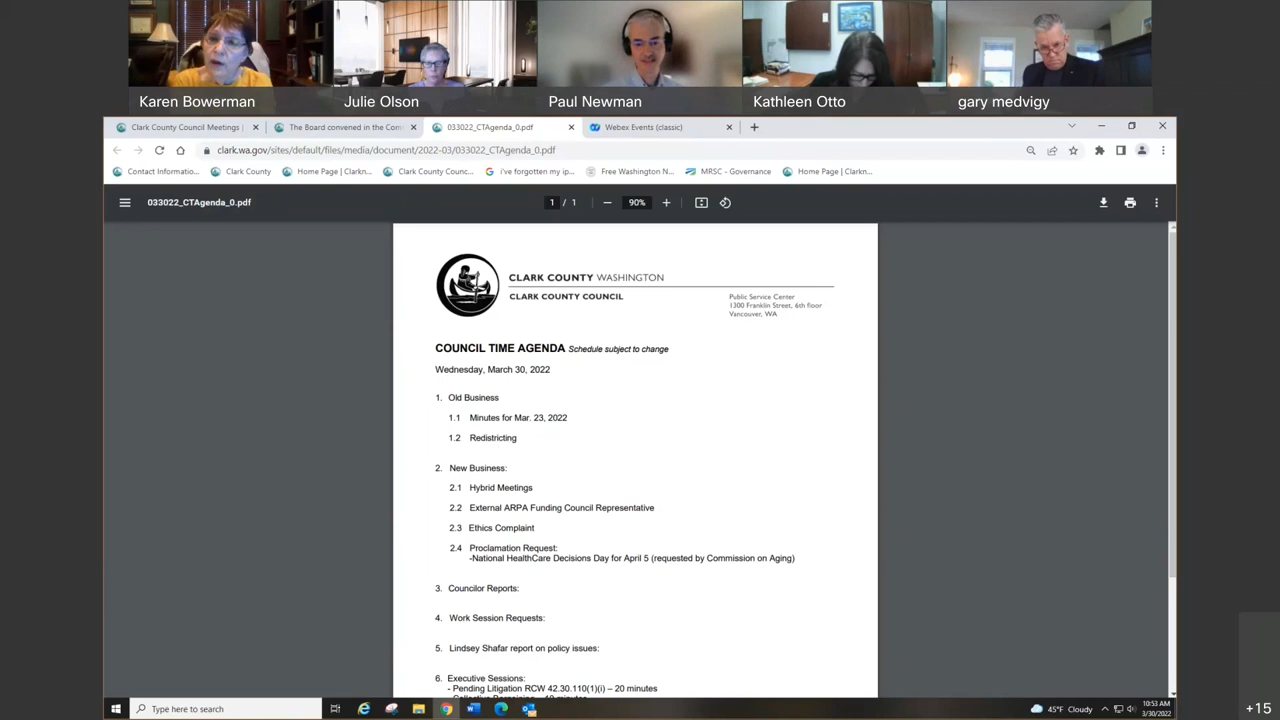 Karen Bowerman
Julie Olson
Paul Newman
Kathleen Otto
gary medvigy
Clark County Council Meetings |
The Board convened in the Con
033022_CTAgenda_0.pdf
Webex Events (classic)
clark.wa.gov/sites/default/files/media/document/2022-03/033022_CTAgenda_0.pdf
Contact Informatio...
Clark County
Home Page | Clarkn...
Clark County Counc...
i've forgotten my ip...
Free Washington N...
MRSC - Governance
Home Page | Clarkn...
033022_CTAgenda_0.pdf
1 / 1
90%
CLARK COUNTY WASHINGTON
CLARK COUNTY COUNCIL
Public Service Center
1300 Franklin Street, 6th floor
Vancouver, WA
COUNCIL TIME AGENDA Schedule subject to change
Wednesday, March 30, 2022
1. Old Business
1.1 Minutes for Mar. 23, 2022
1.2 Redistricting
2. New Business:
2.1 Hybrid Meetings
2.2 External ARPA Funding Council Representative
2.3 Ethics Complaint
2.4 Proclamation Request:
-National HealthCare Decisions Day for April 5 (requested by Commission on Aging)
3. Councilor Reports:
4. Work Session Requests:
5. Lindsey Shafar report on policy issues:
6. Executive Sessions:
- Pending Litigation RCW 42.30.110(1)(i) – 20 minutes
Type here to search
45°F Cloudy
10:53 AM
3/30/2022
+15